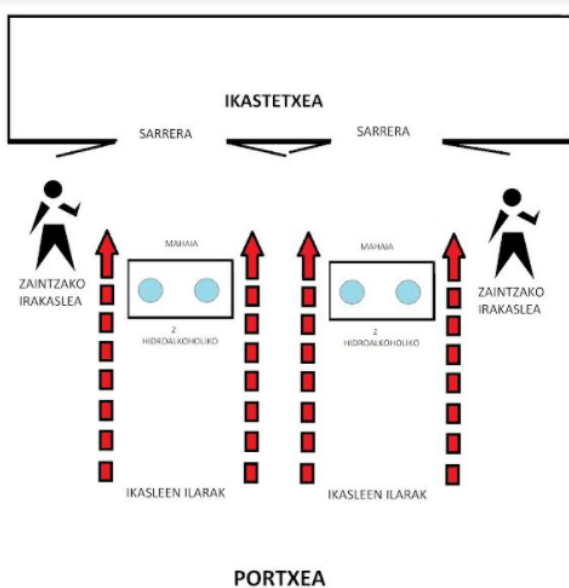 IKASTETXEA
SARRERA
SARRERA
MAHAIA
MAHAIA
ZAINTZAKO
IRAKASLEA
ZAINTZAKO
IRAKASLEA
2
HIDROALKOHOLIKO
2
HIDROALKOHOLIKO
IKASLEEN ILARAK
IKASLEEN ILARAK
PORTXEA